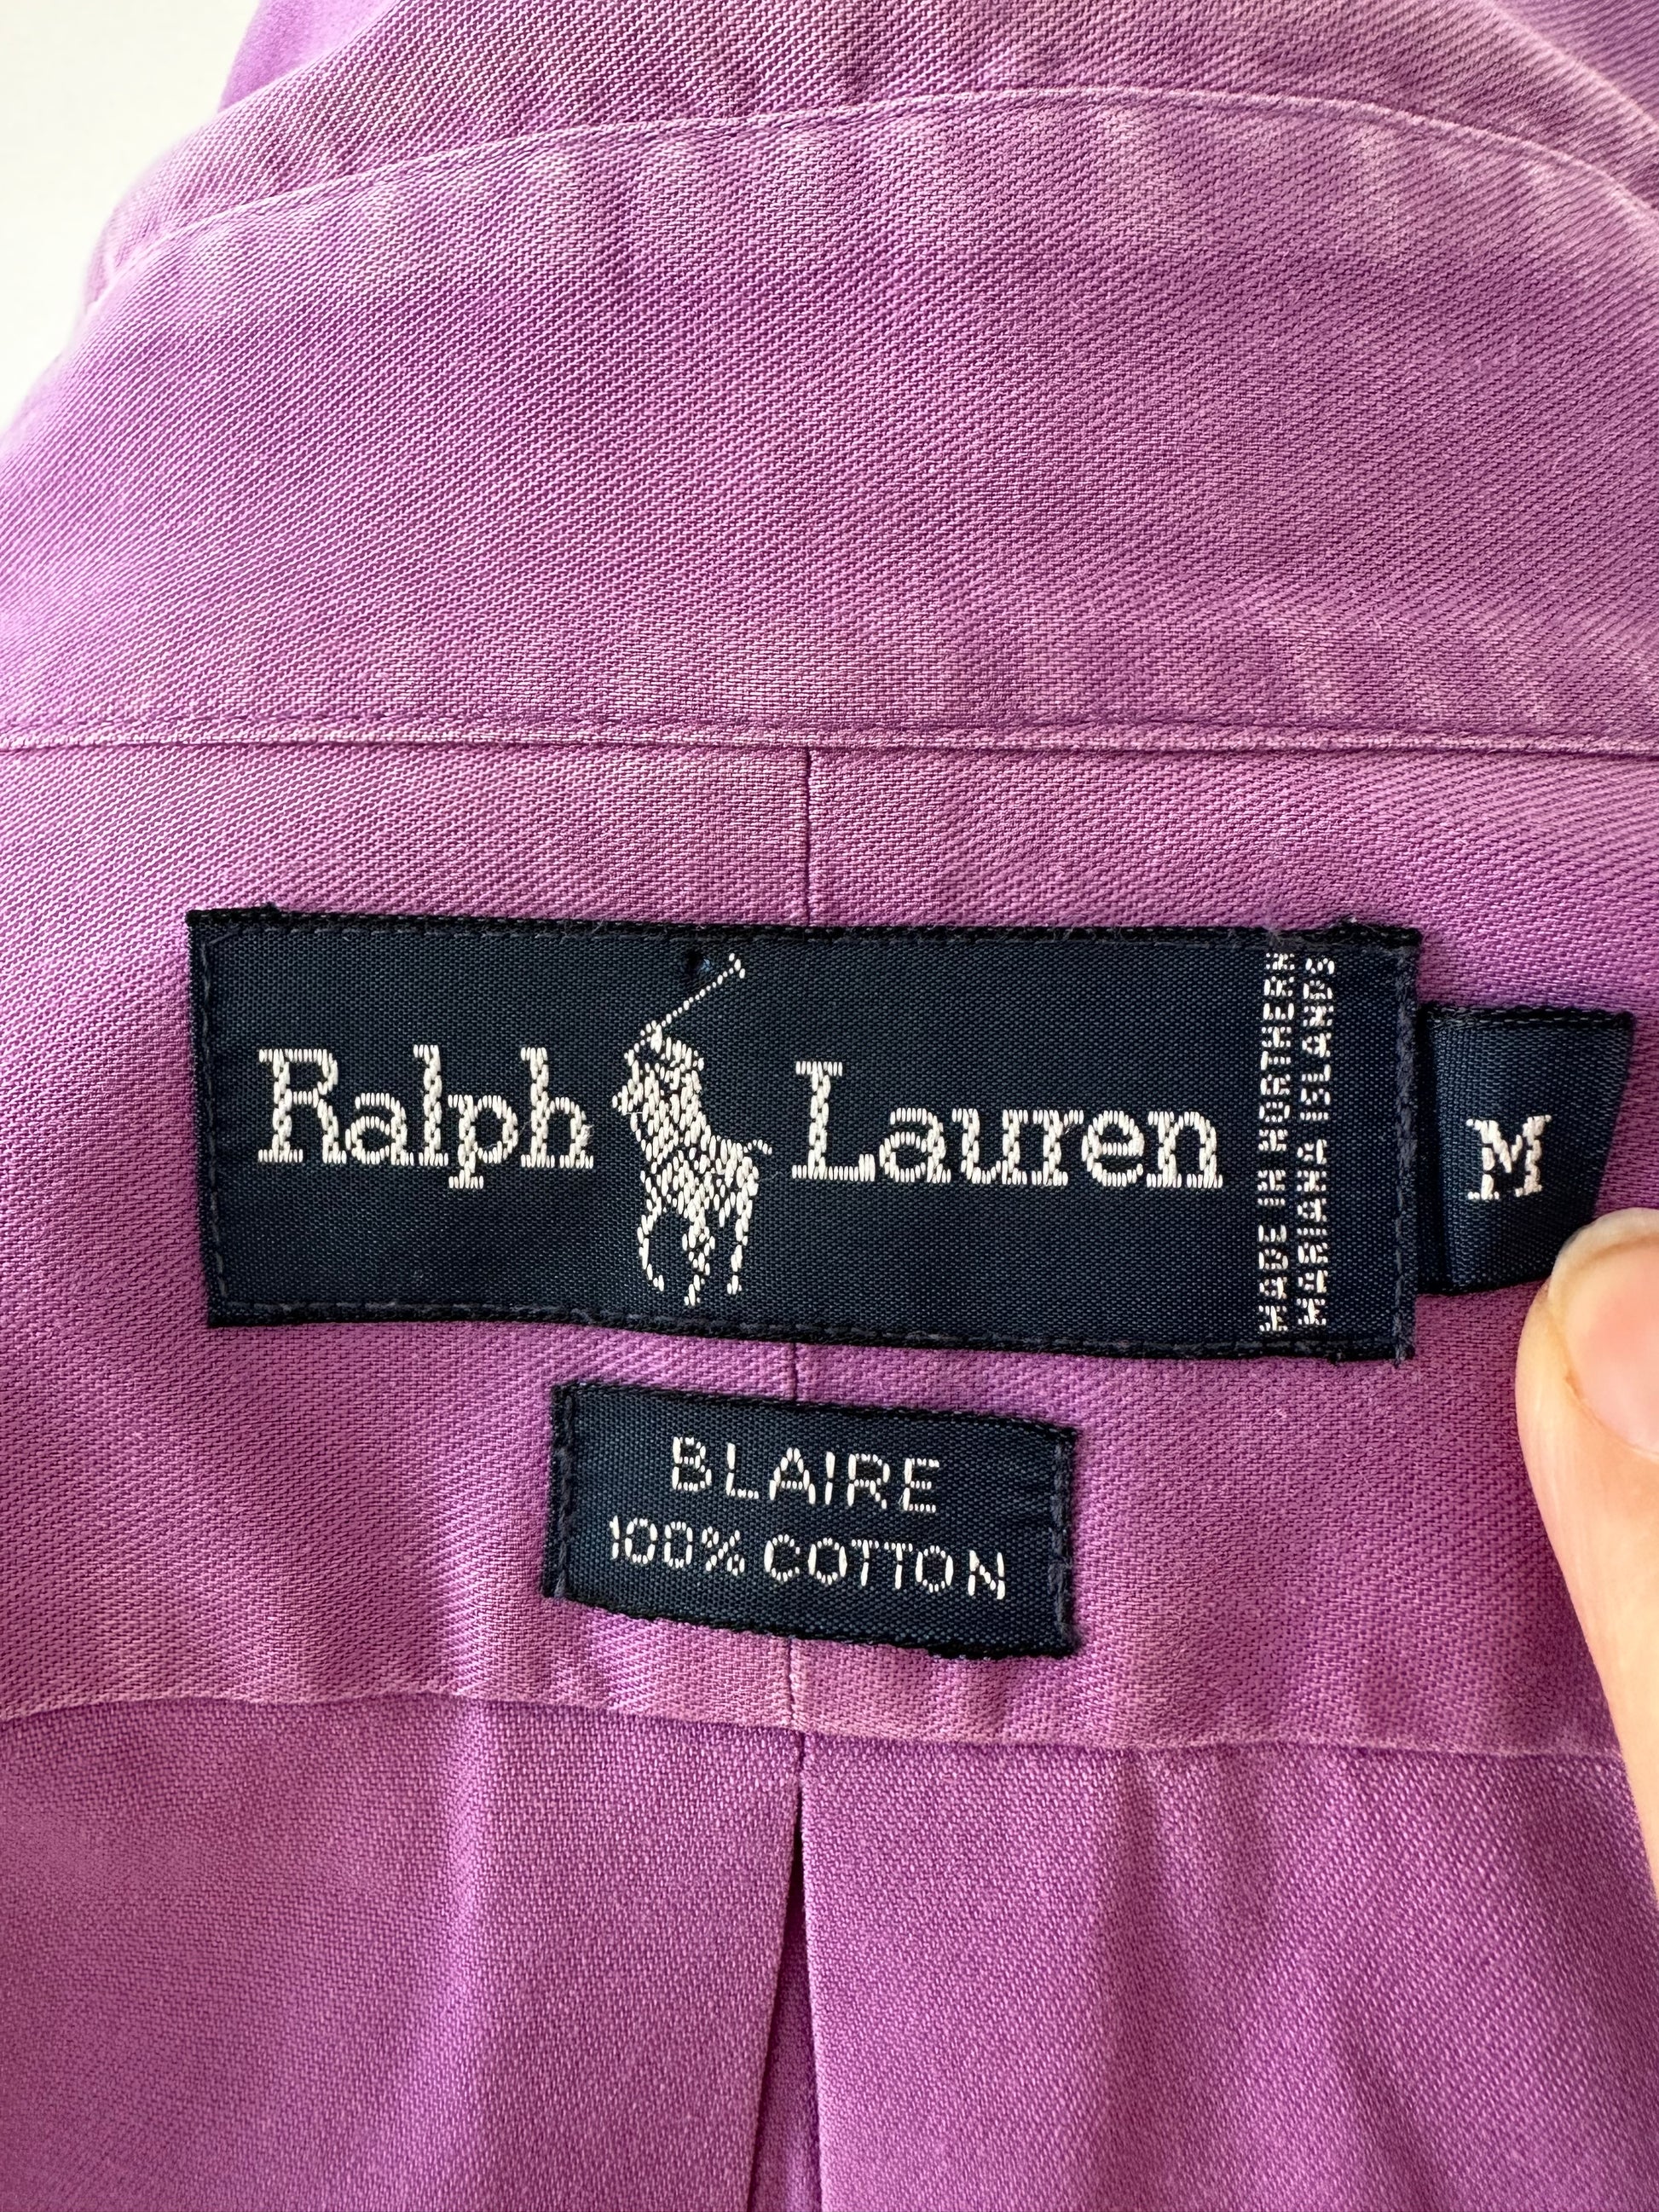 Ralph Lauren
MADE IN NORTHERN
MARIANA ISLANDS
M
BLAIRE
100% COTTON